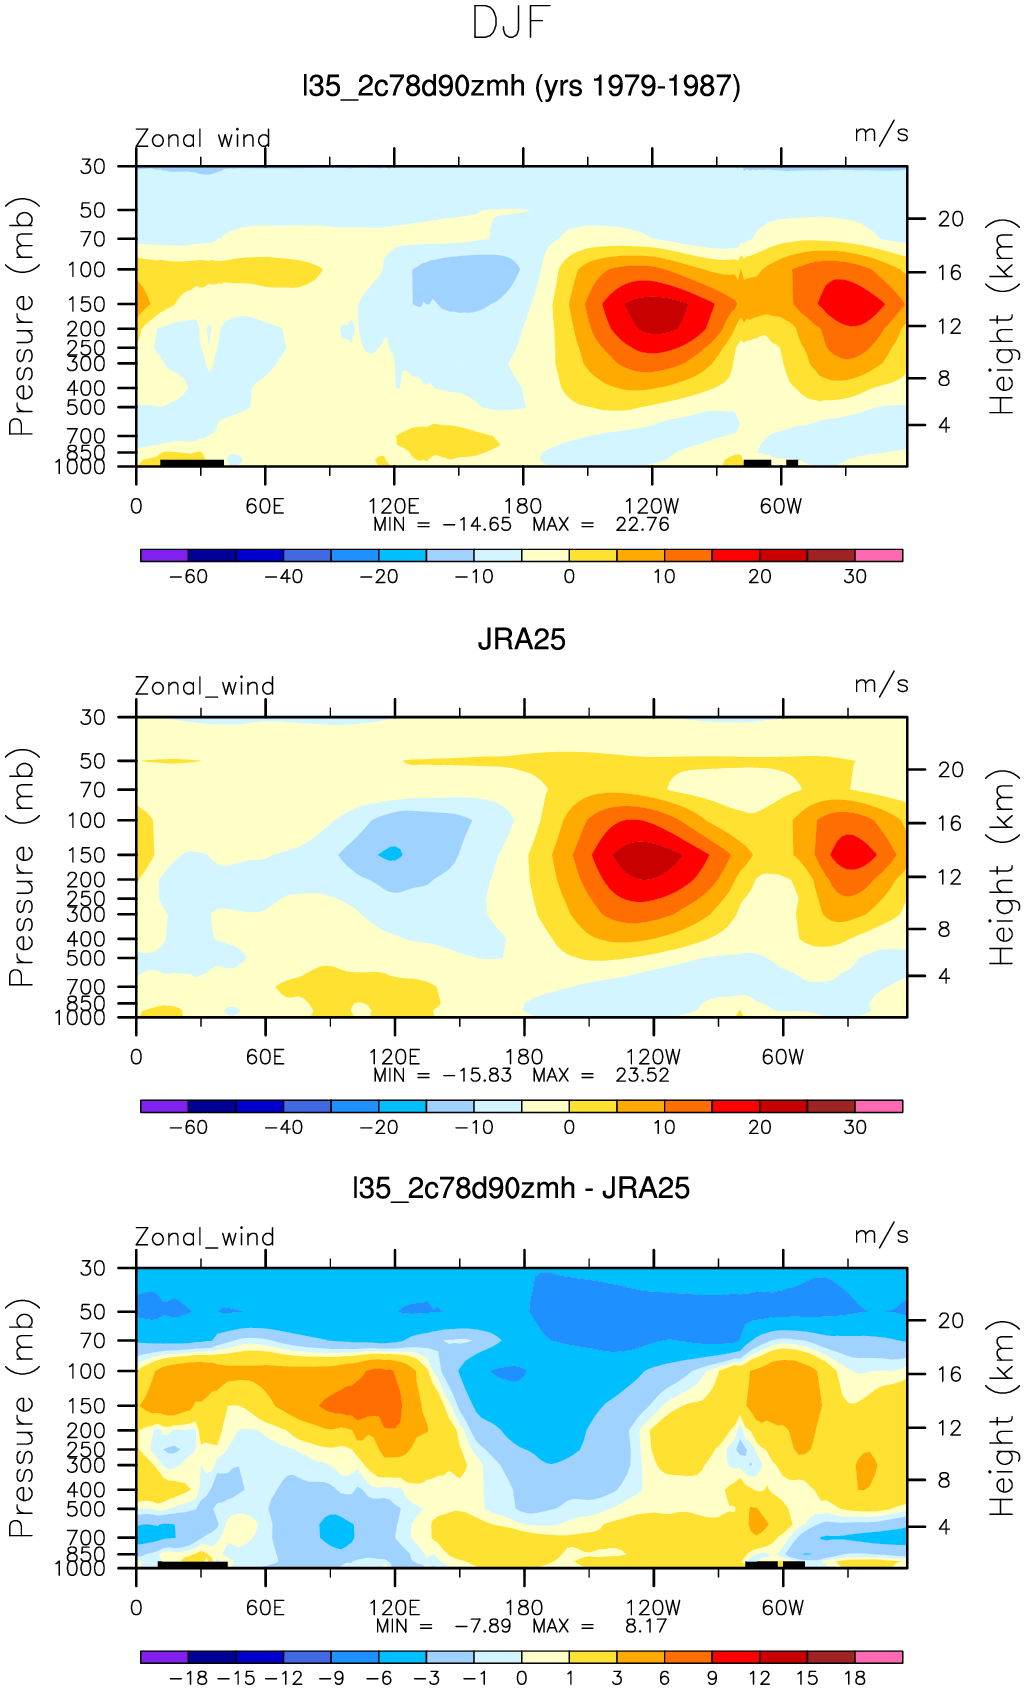 DJF
l35_2c78d90zmh (yrs 1979-1987)
Zonal wind m/s
30
50
70
100
150
200
250
300
400
500
700
850
1000
Pressure (mb)
20
16
12
8
4
Height (km)
0 60E 120E 180 120W 60W
MIN = −14.65 MAX = 22.76
−60 −40 −20 −10 0 10 20 30
JRA25
Zonal_wind m/s
30
50
70
100
150
200
250
300
400
500
700
850
1000
Pressure (mb)
20
16
12
8
4
Height (km)
0 60E 120E 180 120W 60W
MIN = −15.83 MAX = 23.52
−60 −40 −20 −10 0 10 20 30
l35_2c78d90zmh - JRA25
Zonal_wind m/s
30
50
70
100
150
200
250
300
400
500
700
850
1000
Pressure (mb)
20
16
12
8
4
Height (km)
0 60E 120E 180 120W 60W
MIN = −7.89 MAX = 8.17
−18 −15 −12 −9 −6 −3 −1 0 1 3 6 9 12 15 18